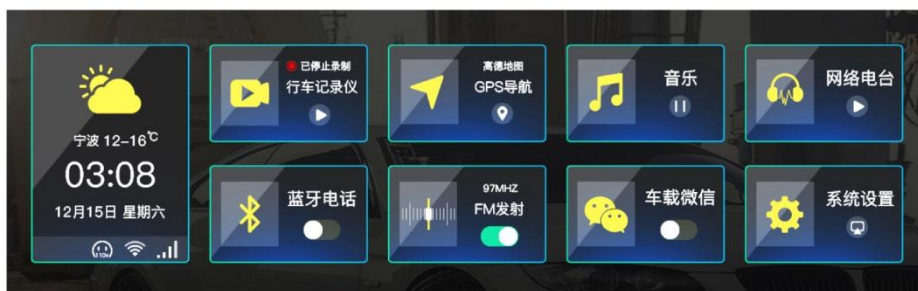 宁波 12-16℃
03:08
12月15日 星期六
已停止录制
行车记录仪
高德地图
GPS导航
音乐
网络电台
蓝牙电话
97MHZ
FM发射
车载微信
系统设置